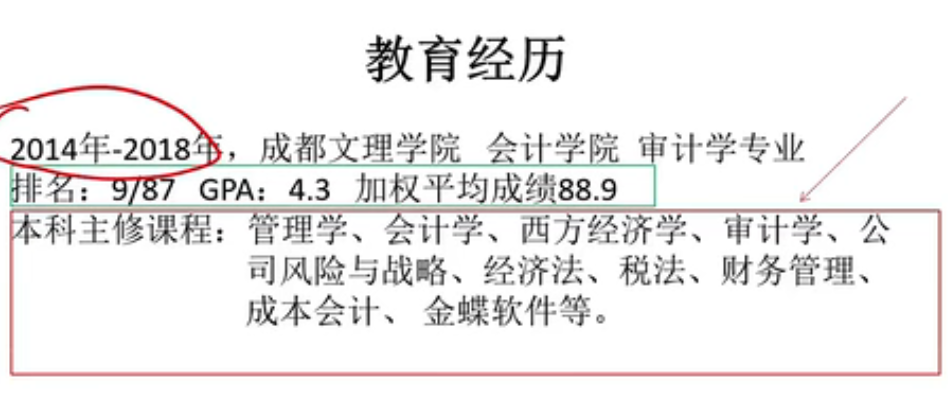 教育经历
2014年-2018年，成都文理学院 会计学院 审计学专业
排名：9/87 GPA：4.3 加权平均成绩88.9
本科主修课程：管理学、会计学、西方经济学、审计学、公
司风险与战略、经济法、税法、财务管理、
成本会计、 金蝶软件等。